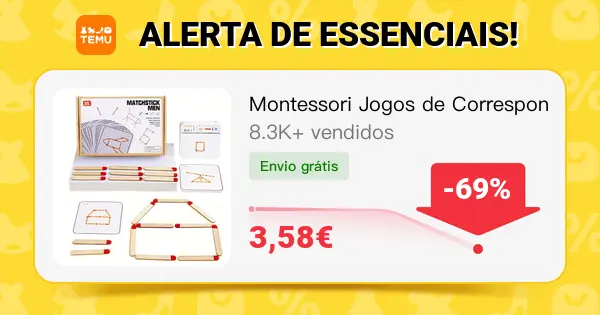 TEMU
ALERTA DE ESSENCIAIS!
MATCHSTICK
MEN
Montessori Jogos de Correspon
8.3K+ vendidos
Envio grátis
-69%
3,58€